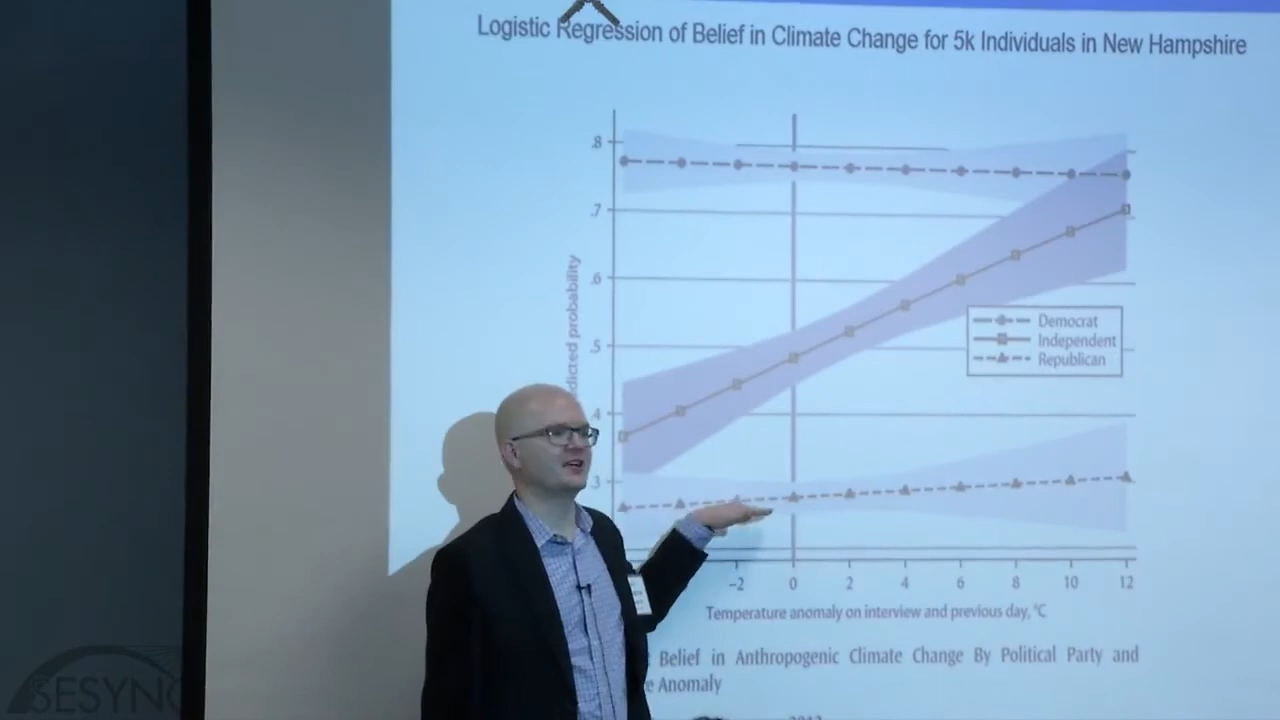 Logistic Regression of Belief in Climate Change for 5k Individuals in New Hampshire
.8
.7
.6
.5
.4
.3
dicted probability
Democrat
Independent
Republican
−2 0 2 4 6 8 10 12
Temperature anomaly on interview and previous day, °C
Belief in Anthropogenic Climate Change By Political Party and
e Anomaly
SESYNC